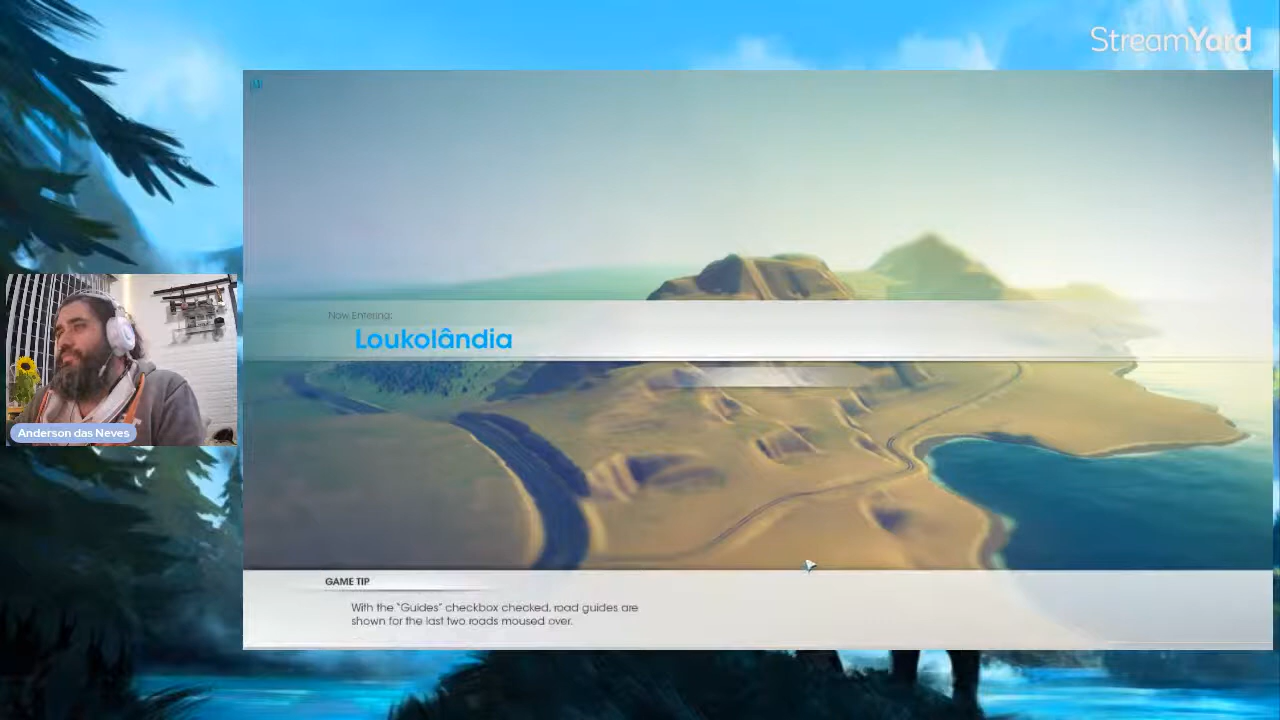 StreamYard
Now Entering:
Loukolândia
Anderson das Neves
GAME TIP
With the "Guides" checkbox checked, road guides are
shown for the last two roads moused over.